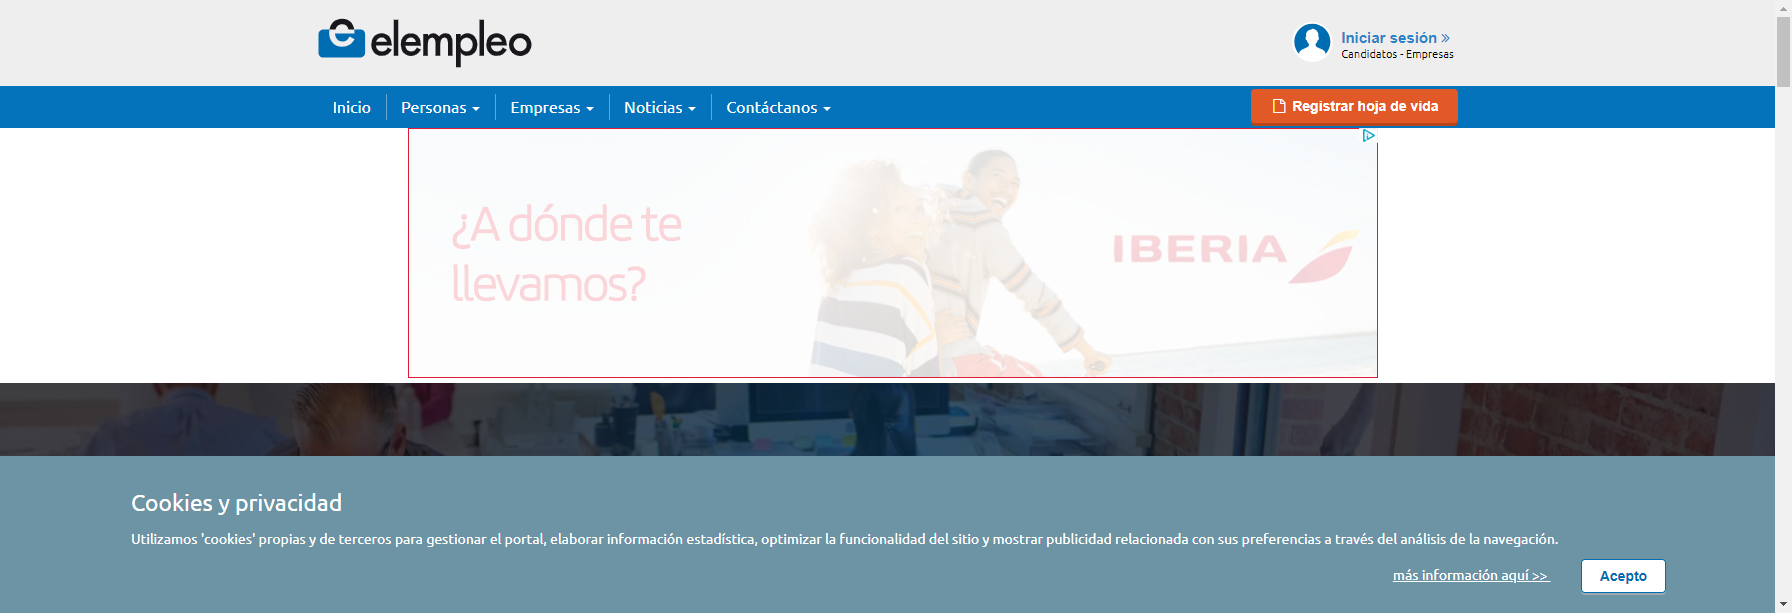 elempleo
Iniciar sesión »
Candidatos - Empresas
Inicio Personas Empresas Noticias Contáctanos Registrar hoja de vida
¿A dónde te
llevamos?
IBERIA
Cookies y privacidad
Utilizamos 'cookies' propias y de terceros para gestionar el portal, elaborar información estadística, optimizar la funcionalidad del sitio y mostrar publicidad relacionada con sus preferencias a través del análisis de la navegación.
más información aquí >> Acepto